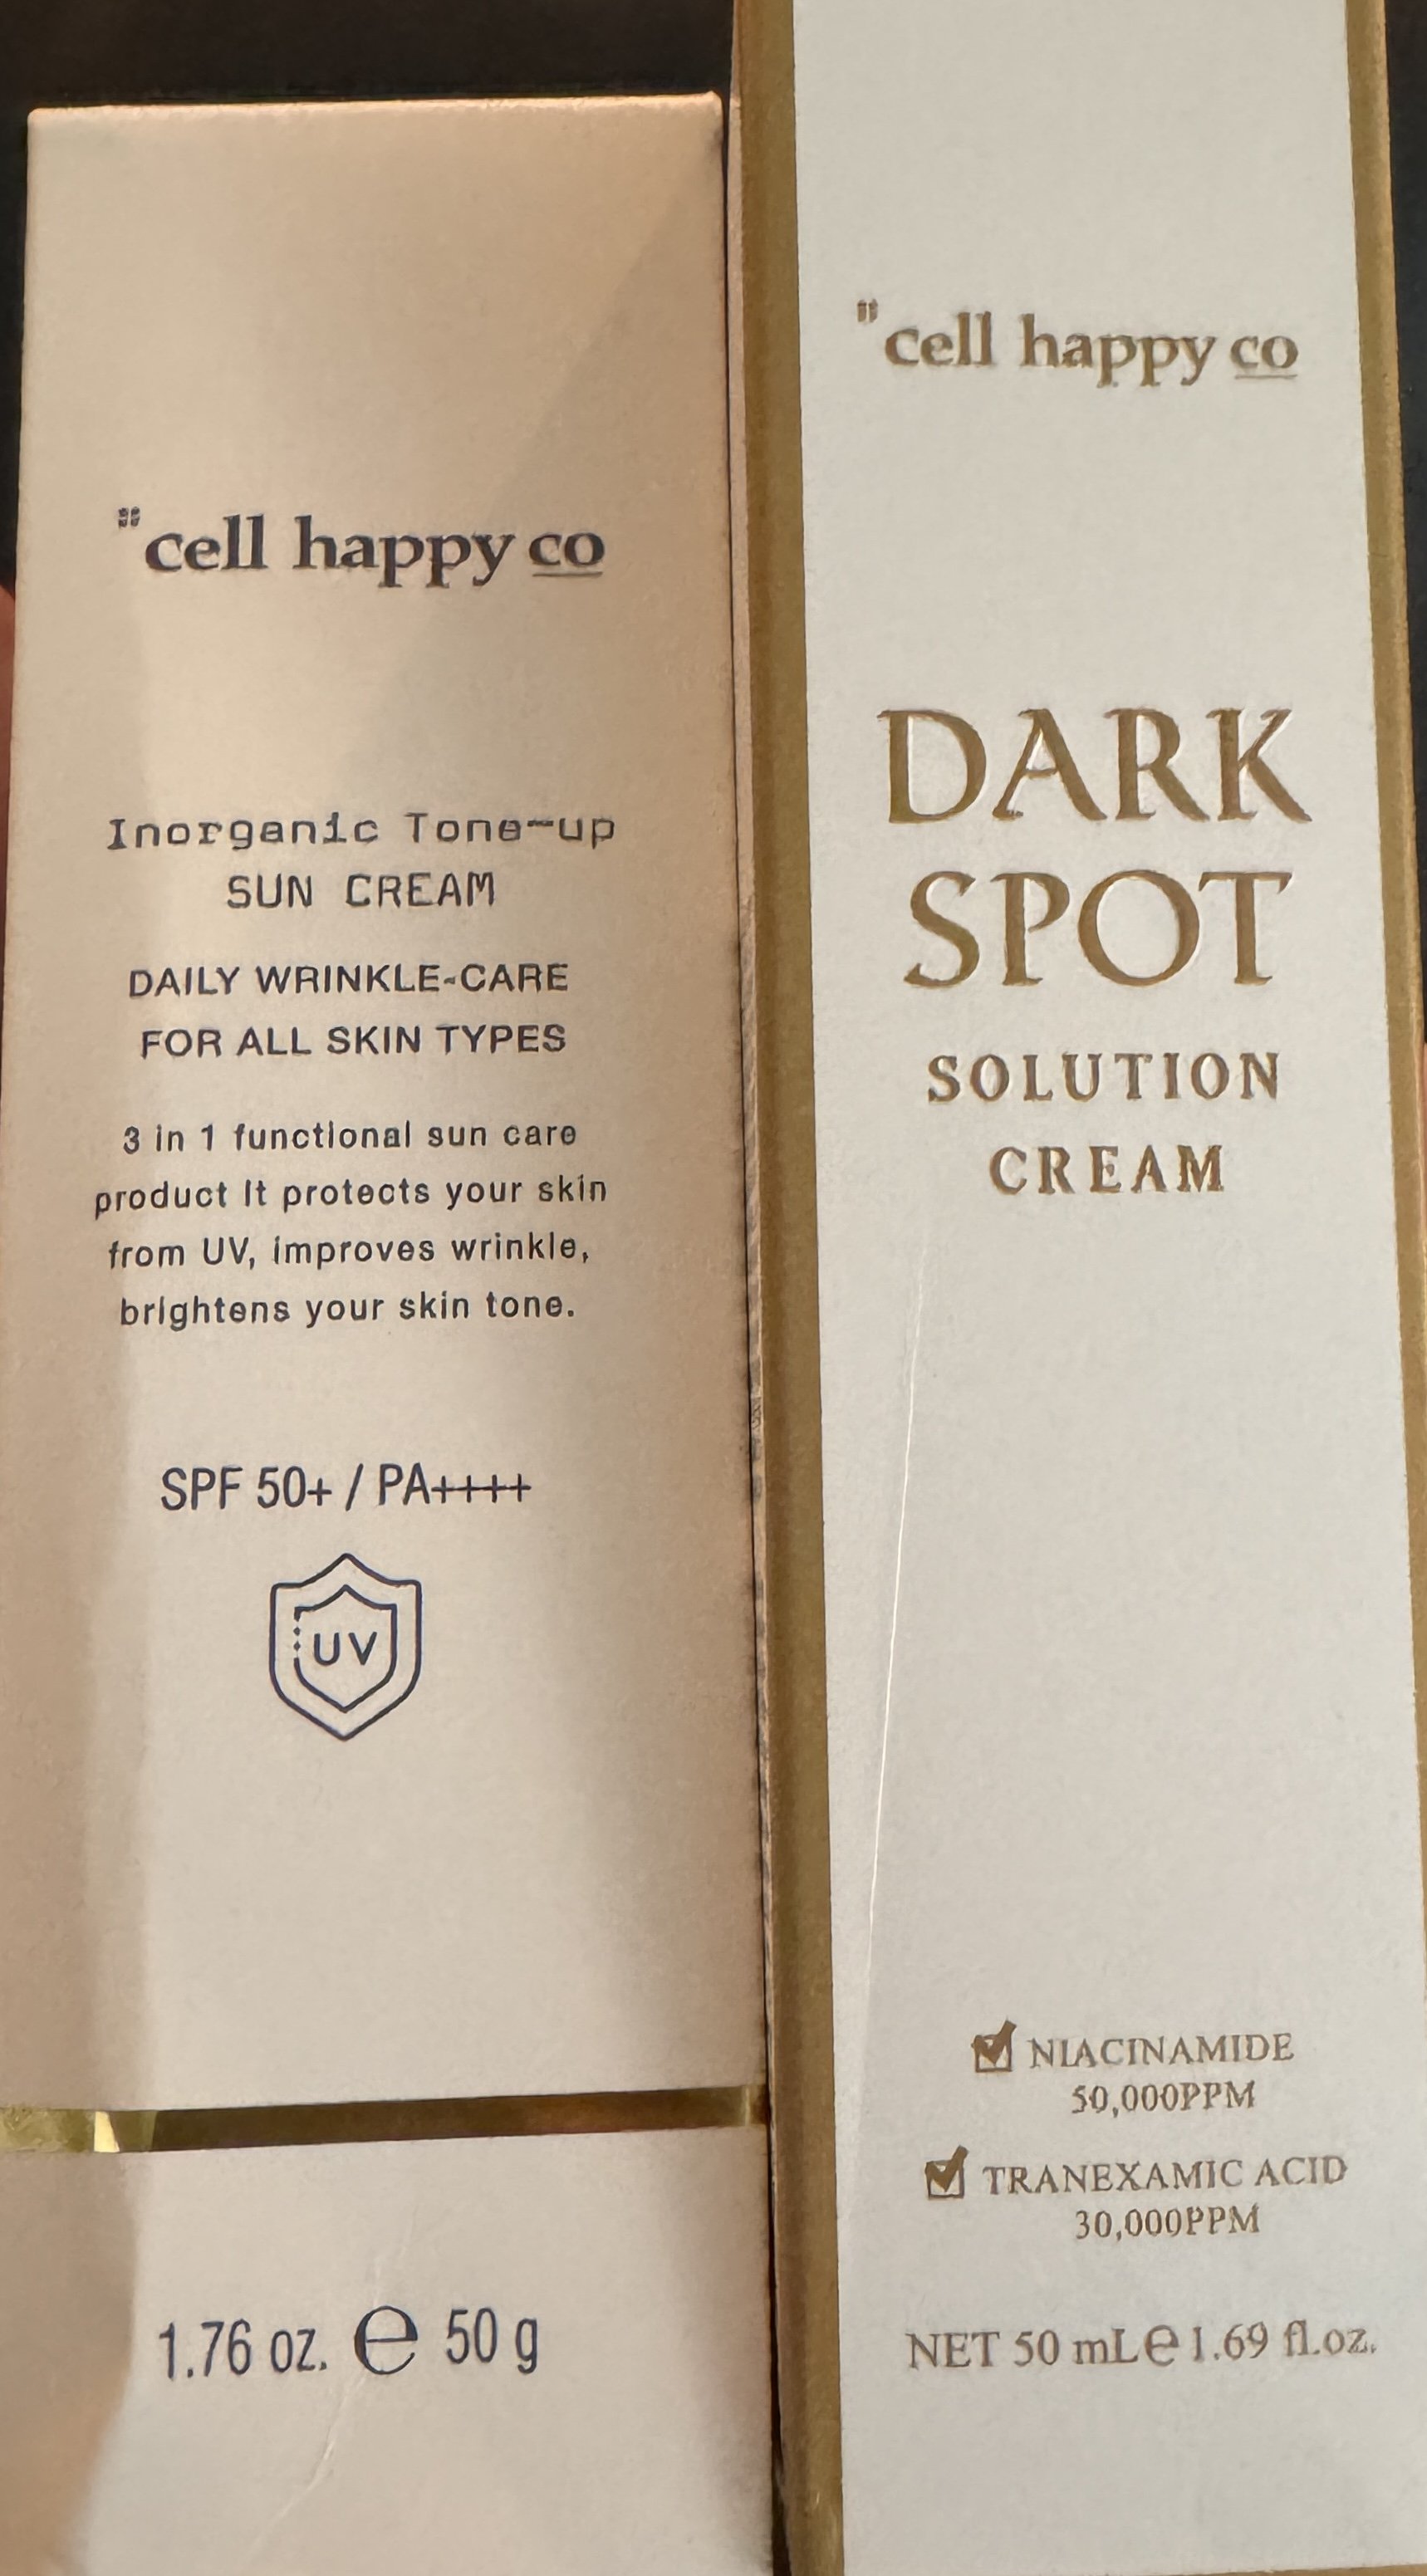 "cell happy co
Inorganic Tone-up
SUN CREAM
DAILY WRINKLE-CARE
FOR ALL SKIN TYPES
3 in 1 functional sun care
product It protects your skin
from UV, improves wrinkle,
brightens your skin tone.
SPF 50+ / PA++++
UV
1.76 oz. ℮ 50 g
"cell happy co
DARK
SPOT
SOLUTION
CREAM
NIACINAMIDE
50,000PPM
TRANEXAMIC ACID
30,000PPM
NET 50 mL ℮ 1.69 fl.oz.